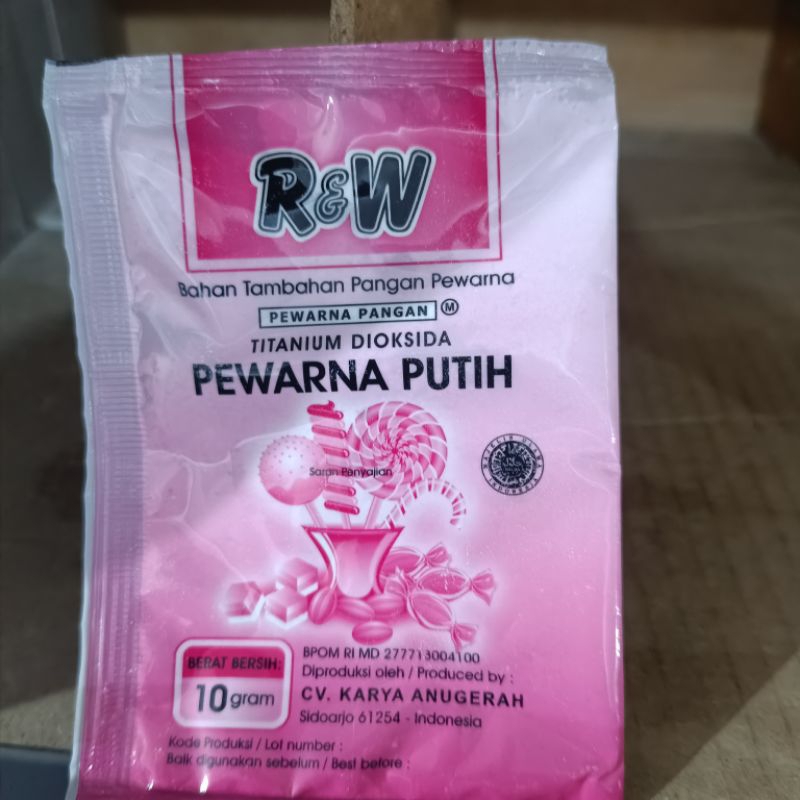 R&W
Bahan Tambahan Pangan Pewarna
PEWARNA PANGAN M
TITANIUM DIOKSIDA
PEWARNA PUTIH
Saran Penyajian
BERAT BERSIH:
10 gram
BPOM RI MD 277713004100
Diproduksi oleh / Produced by :
CV. KARYA ANUGERAH
Sidoarjo 61254 - Indonesia
Kode Produksi / Lot number :
Baik digunakan sebelum / Best before :